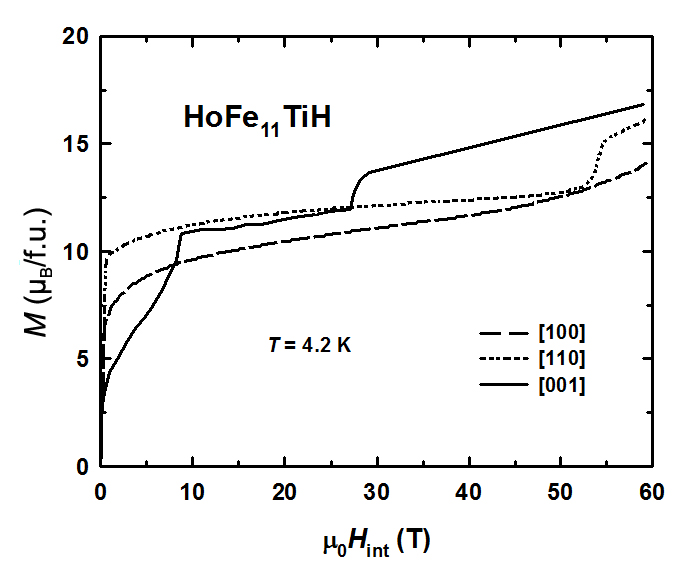 20
15
10
5
0
M (μB/f.u.)
HoFe₁₁TiH
T = 4.2 K
[100]
[110]
[001]
0 10 20 30 40 50 60
μ₀Hint (T)